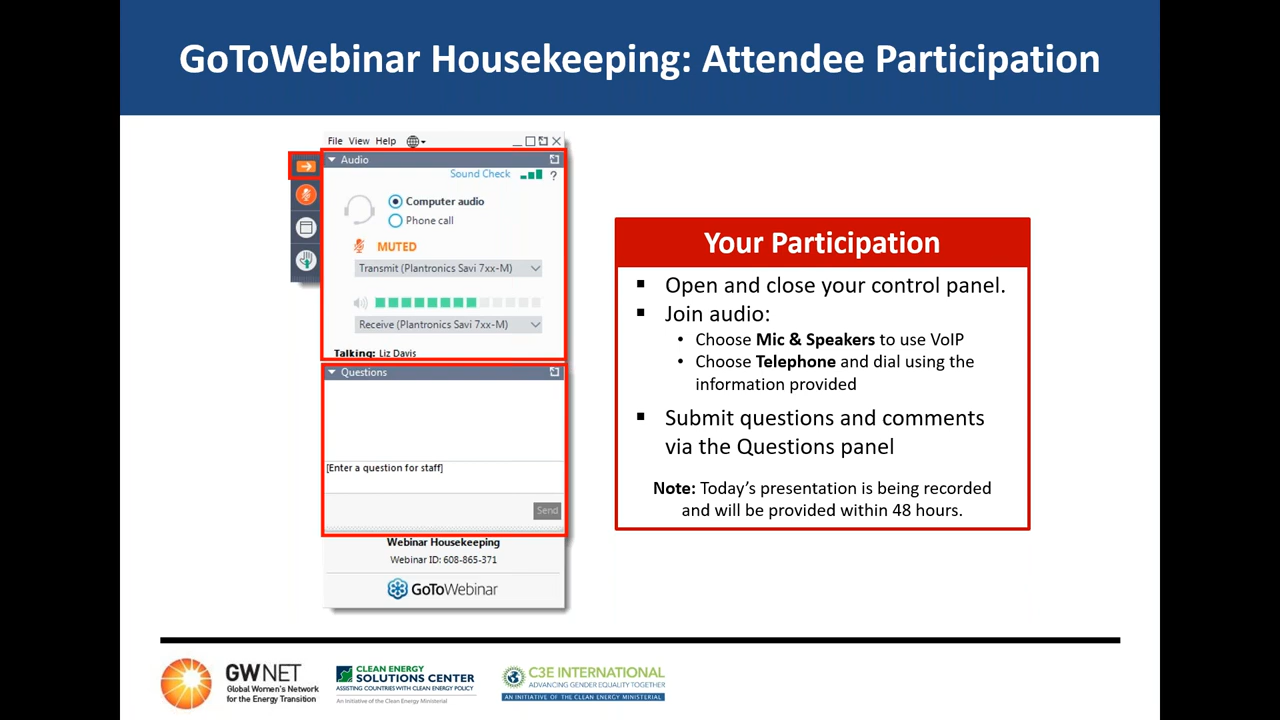 GoToWebinar Housekeeping: Attendee Participation
File View Help
Audio
Sound Check ?
Computer audio
Phone call
MUTED
Transmit (Plantronics Savi 7xx-M)
Receive (Plantronics Savi 7xx-M)
Talking: Liz Davis
Questions
[Enter a question for staff]
Send
Webinar Housekeeping
Webinar ID: 608-865-371
GoToWebinar
Your Participation
▪ Open and close your control panel.
▪ Join audio:
• Choose Mic & Speakers to use VoIP
• Choose Telephone and dial using the
information provided
▪ Submit questions and comments
via the Questions panel
Note: Today’s presentation is being recorded
and will be provided within 48 hours.
GWNET
Global Women's Network
for the Energy Transition
CLEAN ENERGY
SOLUTIONS CENTER
ASSISTING COUNTRIES WITH CLEAN ENERGY POLICY
An Initiative of the Clean Energy Ministerial
C3E INTERNATIONAL
ADVANCING GENDER EQUALITY TOGETHER
AN INITIATIVE OF THE CLEAN ENERGY MINISTERIAL